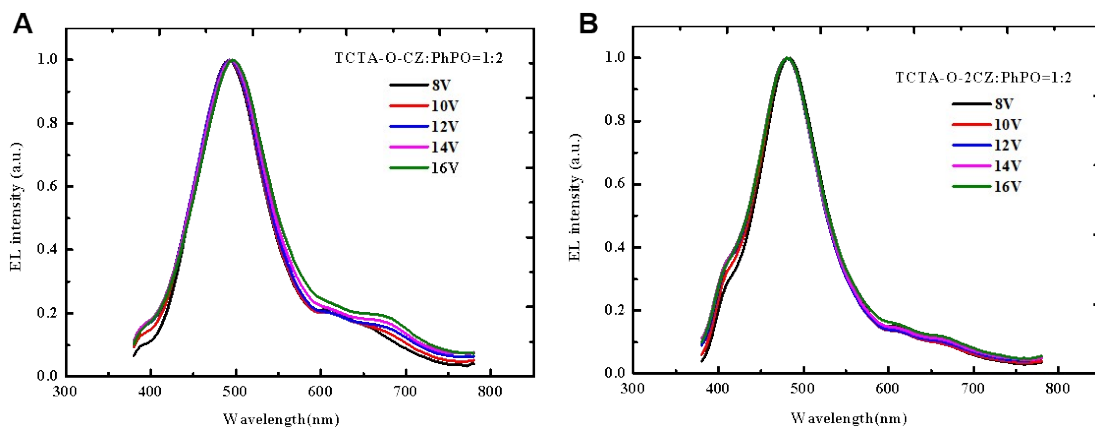 A
TCTA-O-CZ:PhPO=1:2
8V
10V
12V
14V
16V
1.0
0.8
0.6
0.4
0.2
0.0
EL intensity (a.u.)
300 400 500 600 700 800
Wavelength(nm)
B
TCTA-O-2CZ:PhPO=1:2
8V
10V
12V
14V
16V
1.0
0.8
0.6
0.4
0.2
0.0
EL intensity (a.u.)
300 400 500 600 700 800
Wavelength(nm)